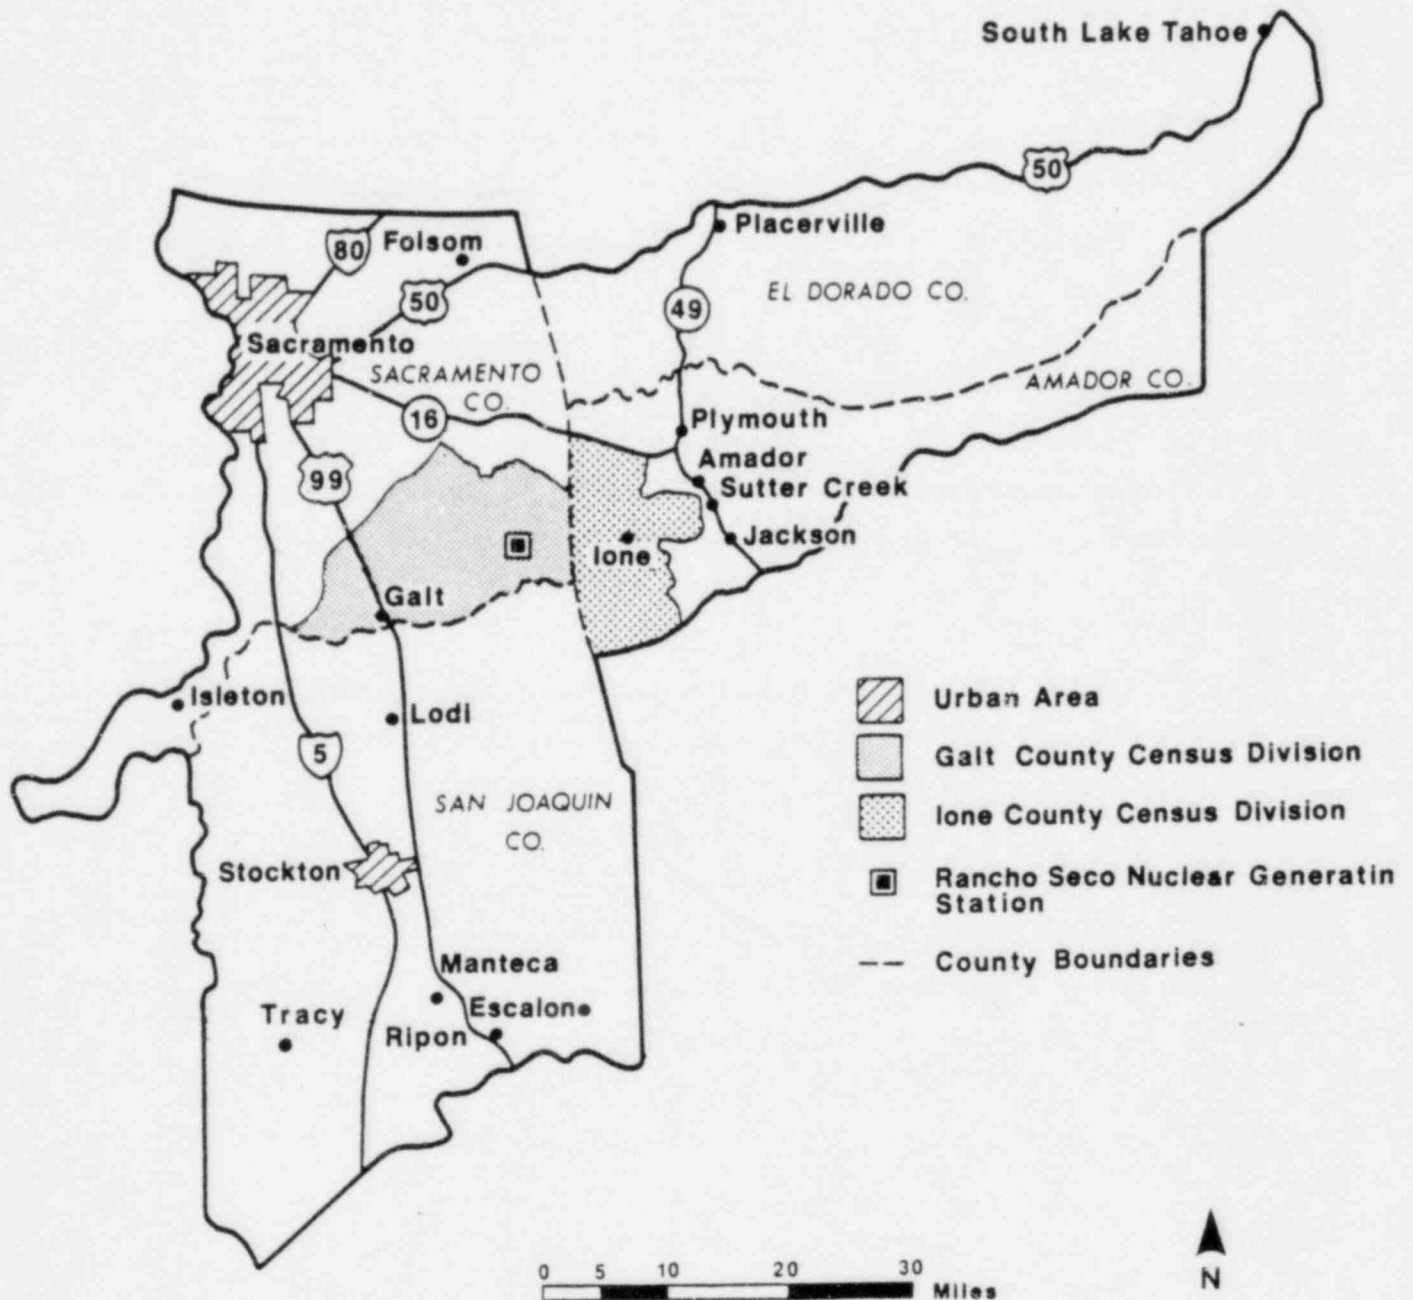 South Lake Tahoe
50
Placerville
80
Folsom
50
49
EL DORADO CO.
Sacramento
SACRAMENTO
CO.
AMADOR CO.
16
Plymouth
99
Amador
Sutter Creek
Jackson
Ione
Galt
Isleton
Lodi
5
SAN JOAQUIN
CO.
Stockton
Manteca
Escalon
Tracy
Ripon
Urban Area
Galt County Census Division
Ione County Census Division
Rancho Seco Nuclear Generatin
Station
County Boundaries
0 5 10 20 30
Miles
N